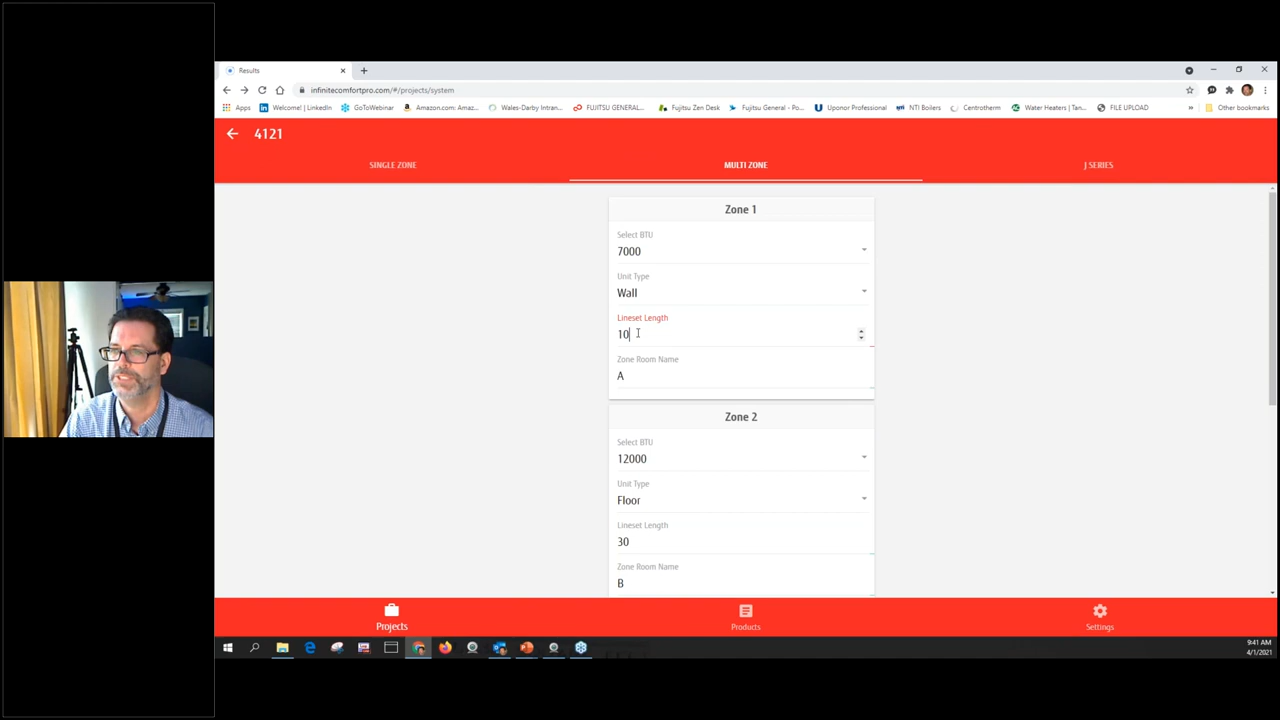 Results
infinitecomfortpro.com/#/projects/system
Apps
Welcome! | LinkedIn
GoToWebinar
Amazon.com: Amaz...
Wales-Darby Intran...
FUJITSU GENERAL...
Fujitsu Zen Desk
Fujitsu General - Po...
Uponor Professional
NTI Boilers
Centrotherm
Water Heaters | Tan...
FILE UPLOAD
»
Other bookmarks
4121
SINGLE ZONE
MULTI ZONE
J SERIES
Zone 1
Select BTU
7000
Unit Type
Wall
Lineset Length
10
Zone Room Name
A
Zone 2
Select BTU
12000
Unit Type
Floor
Lineset Length
30
Zone Room Name
B
Projects
Products
Settings
9:41 AM
4/1/2021